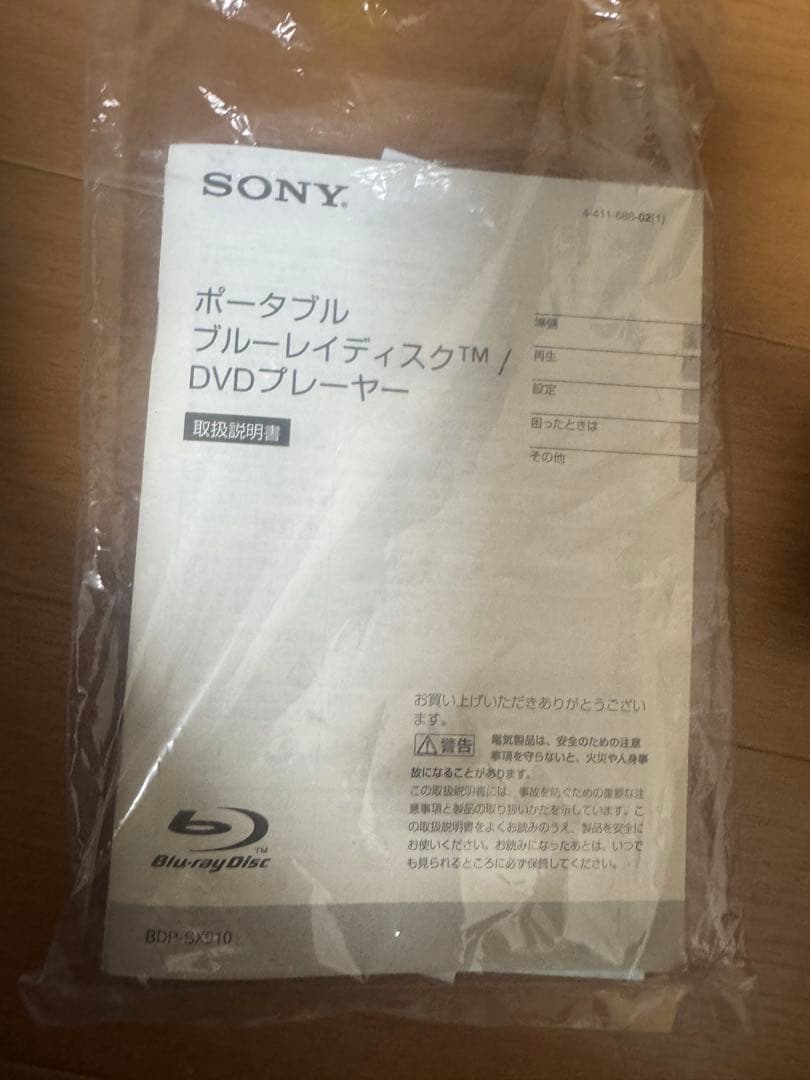 SONY®
4-411-688-02(1)
ポータブル
ブルーレイディスク™ /
DVDプレーヤー
取扱説明書
準備
再生
設定
困ったときは
その他
お買い上げいただきありがとうござい
ます。
警告
電気製品は、安全のための注意
事項を守らないと、火災や人身事
故になることがあります。
この取扱説明書には、事故を防ぐための重要な注
意事項と製品の取り扱いかたを示しています。こ
の取扱説明書をよくお読みのうえ、製品を安全に
お使いください。お読みになったあとは、いつで
も見られるところに必ず保管してください。
Blu-ray Disc™
BDP-SX910